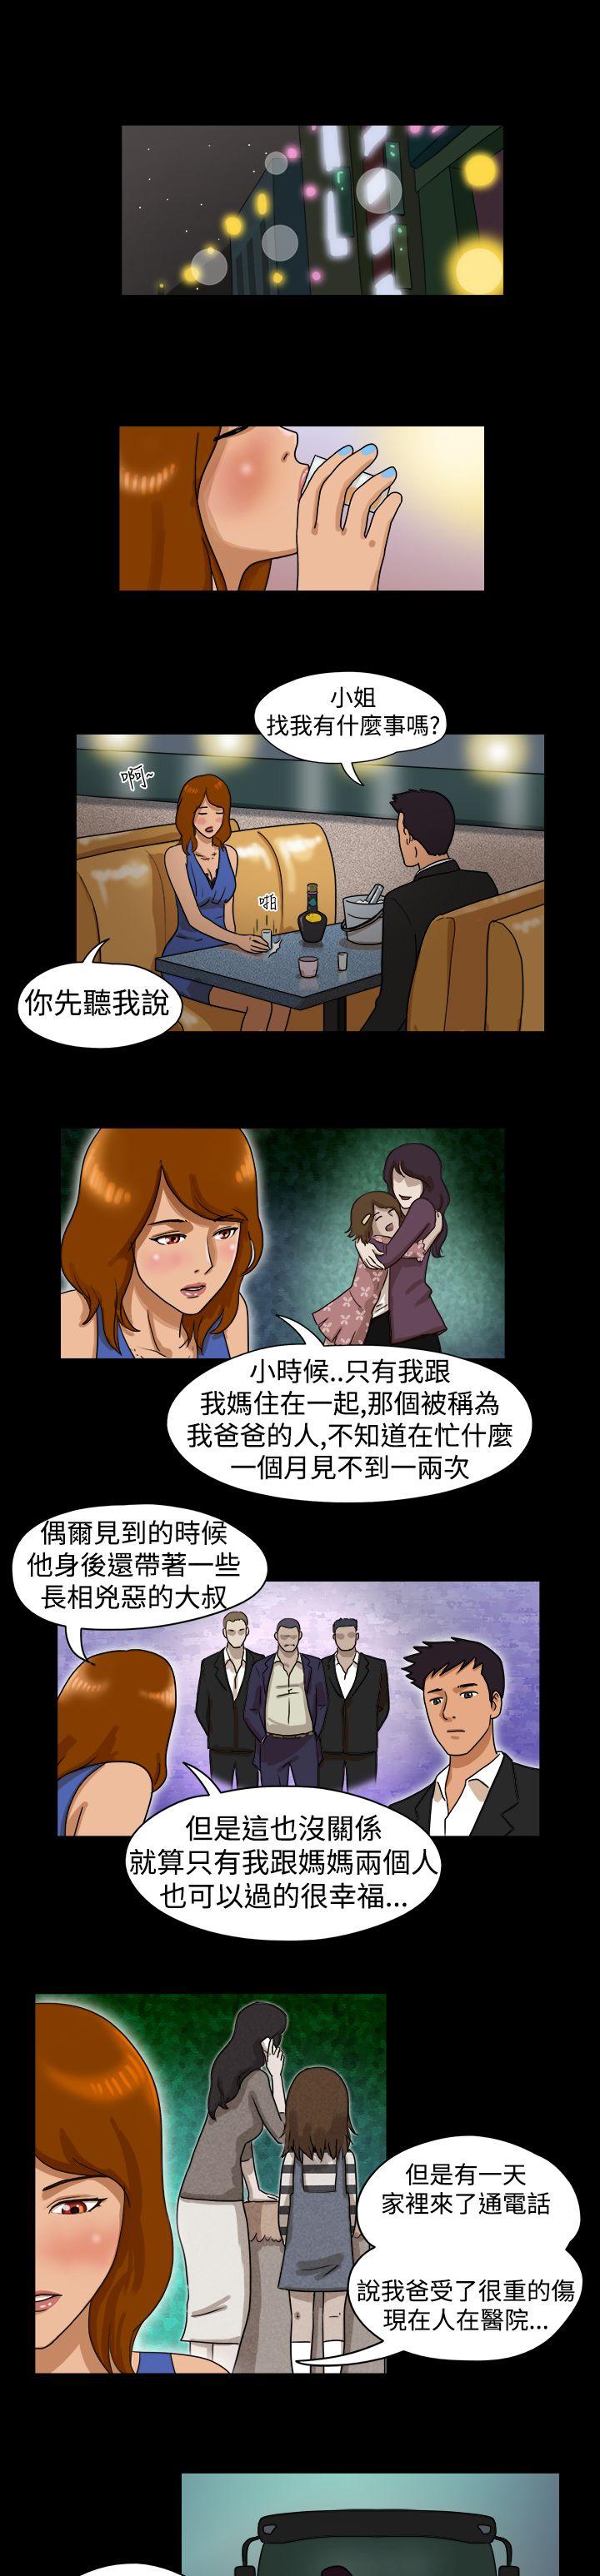 小姐
找我有什麼事嗎?
啊~
啪
你先聽我說
小時候..只有我跟
我媽住在一起,那個被稱為
我爸爸的人,不知道在忙什麼
一個月見不到一兩次
偶爾見到的時候
他身後還帶著一些
長相兇惡的大叔
但是這也沒關係
就算只有我跟媽媽兩個人
也可以過的很幸福...
但是有一天
家裡來了通電話
說我爸受了很重的傷
現在人在醫院...